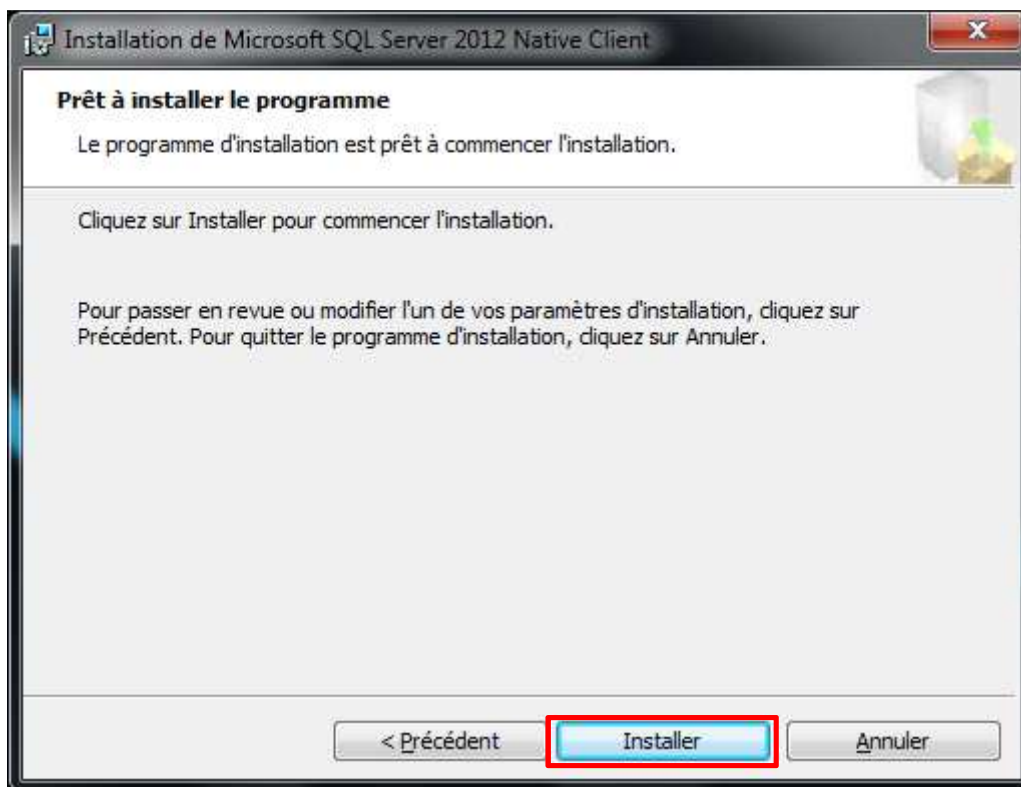 Installation de Microsoft SQL Server 2012 Native Client
Prêt à installer le programme
Le programme d'installation est prêt à commencer l'installation.
Cliquez sur Installer pour commencer l'installation.
Pour passer en revue ou modifier l'un de vos paramètres d'installation, cliquez sur
Précédent. Pour quitter le programme d'installation, cliquez sur Annuler.
< Précédent Installer Annuler